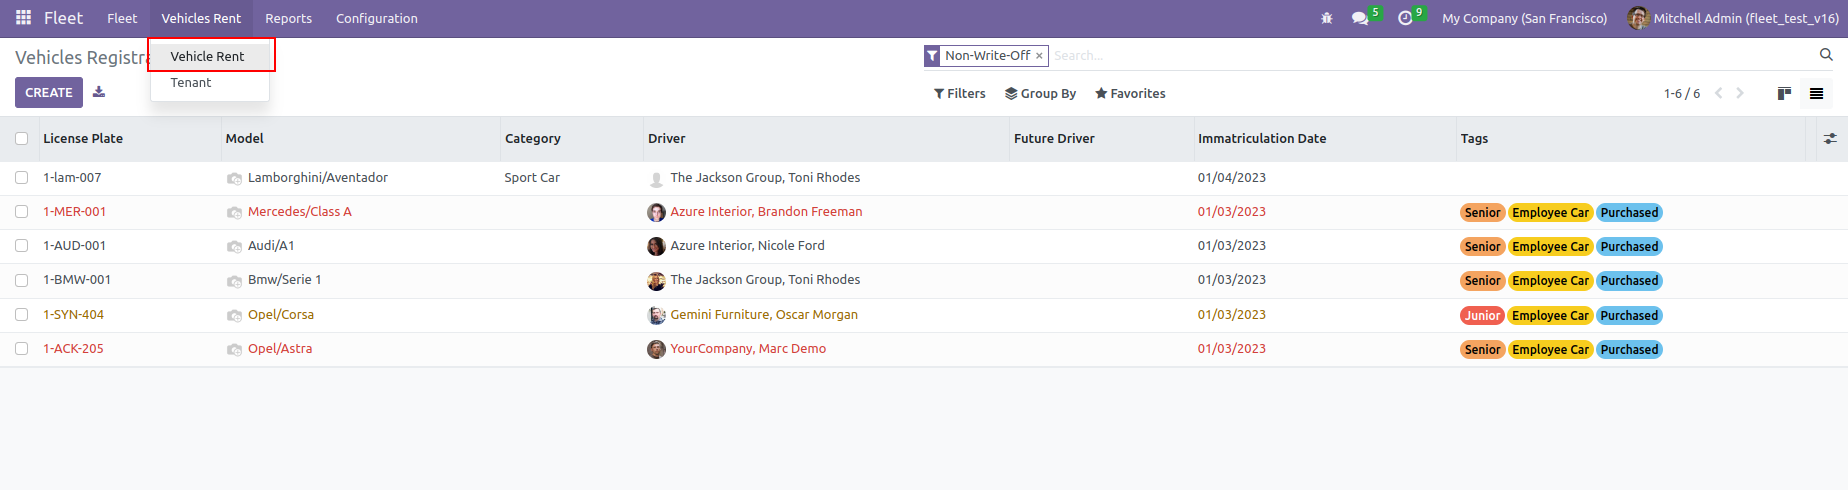 Fleet Fleet Vehicles Rent Reports Configuration 5 9 My Company (San Francisco) Mitchell Admin (fleet_test_v16)
Vehicles Registra Non-Write-Off × Search...
Vehicle Rent
Tenant
CREATE Filters Group By Favorites 1-6 / 6
License Plate Model Category Driver Future Driver Immatriculation Date Tags
1-lam-007 Lamborghini/Aventador Sport Car The Jackson Group, Toni Rhodes 01/04/2023
1-MER-001 Mercedes/Class A Azure Interior, Brandon Freeman 01/03/2023 Senior Employee Car Purchased
1-AUD-001 Audi/A1 Azure Interior, Nicole Ford 01/03/2023 Senior Employee Car Purchased
1-BMW-001 Bmw/Serie 1 The Jackson Group, Toni Rhodes 01/03/2023 Senior Employee Car Purchased
1-SYN-404 Opel/Corsa Gemini Furniture, Oscar Morgan 01/03/2023 Junior Employee Car Purchased
1-ACK-205 Opel/Astra YourCompany, Marc Demo 01/03/2023 Senior Employee Car Purchased